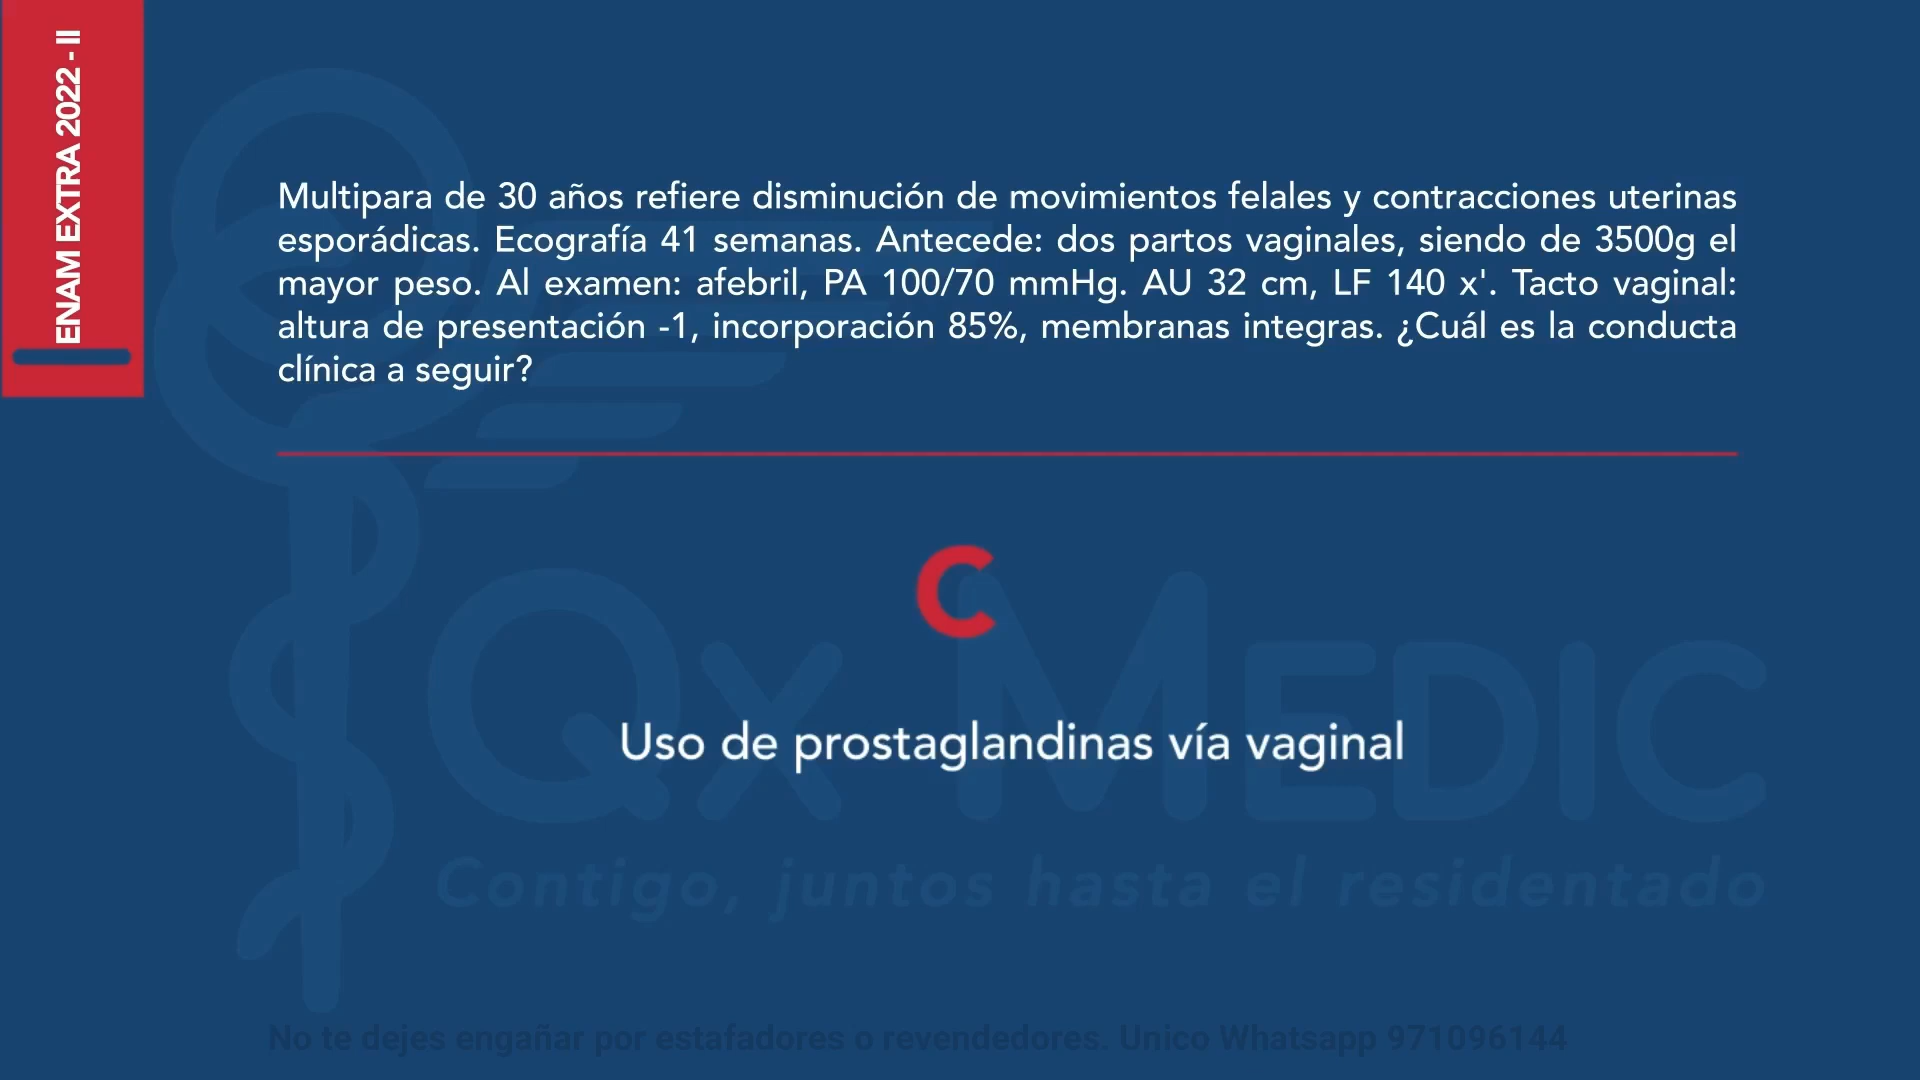 ENAM EXTRA 2022 - II
Multipara de 30 años refiere disminución de movimientos felales y contracciones uterinas
esporádicas. Ecografía 41 semanas. Antecede: dos partos vaginales, siendo de 3500g el
mayor peso. Al examen: afebril, PA 100/70 mmHg. AU 32 cm, LF 140 x'. Tacto vaginal:
altura de presentación -1, incorporación 85%, membranas integras. ¿Cuál es la conducta
clínica a seguir?
C
Uso de prostaglandinas vía vaginal
Qx MEDIC
Contigo, juntos hasta el residentado
No te dejes engañar por estafadores o revendedores. Unico Whatsapp 971096144